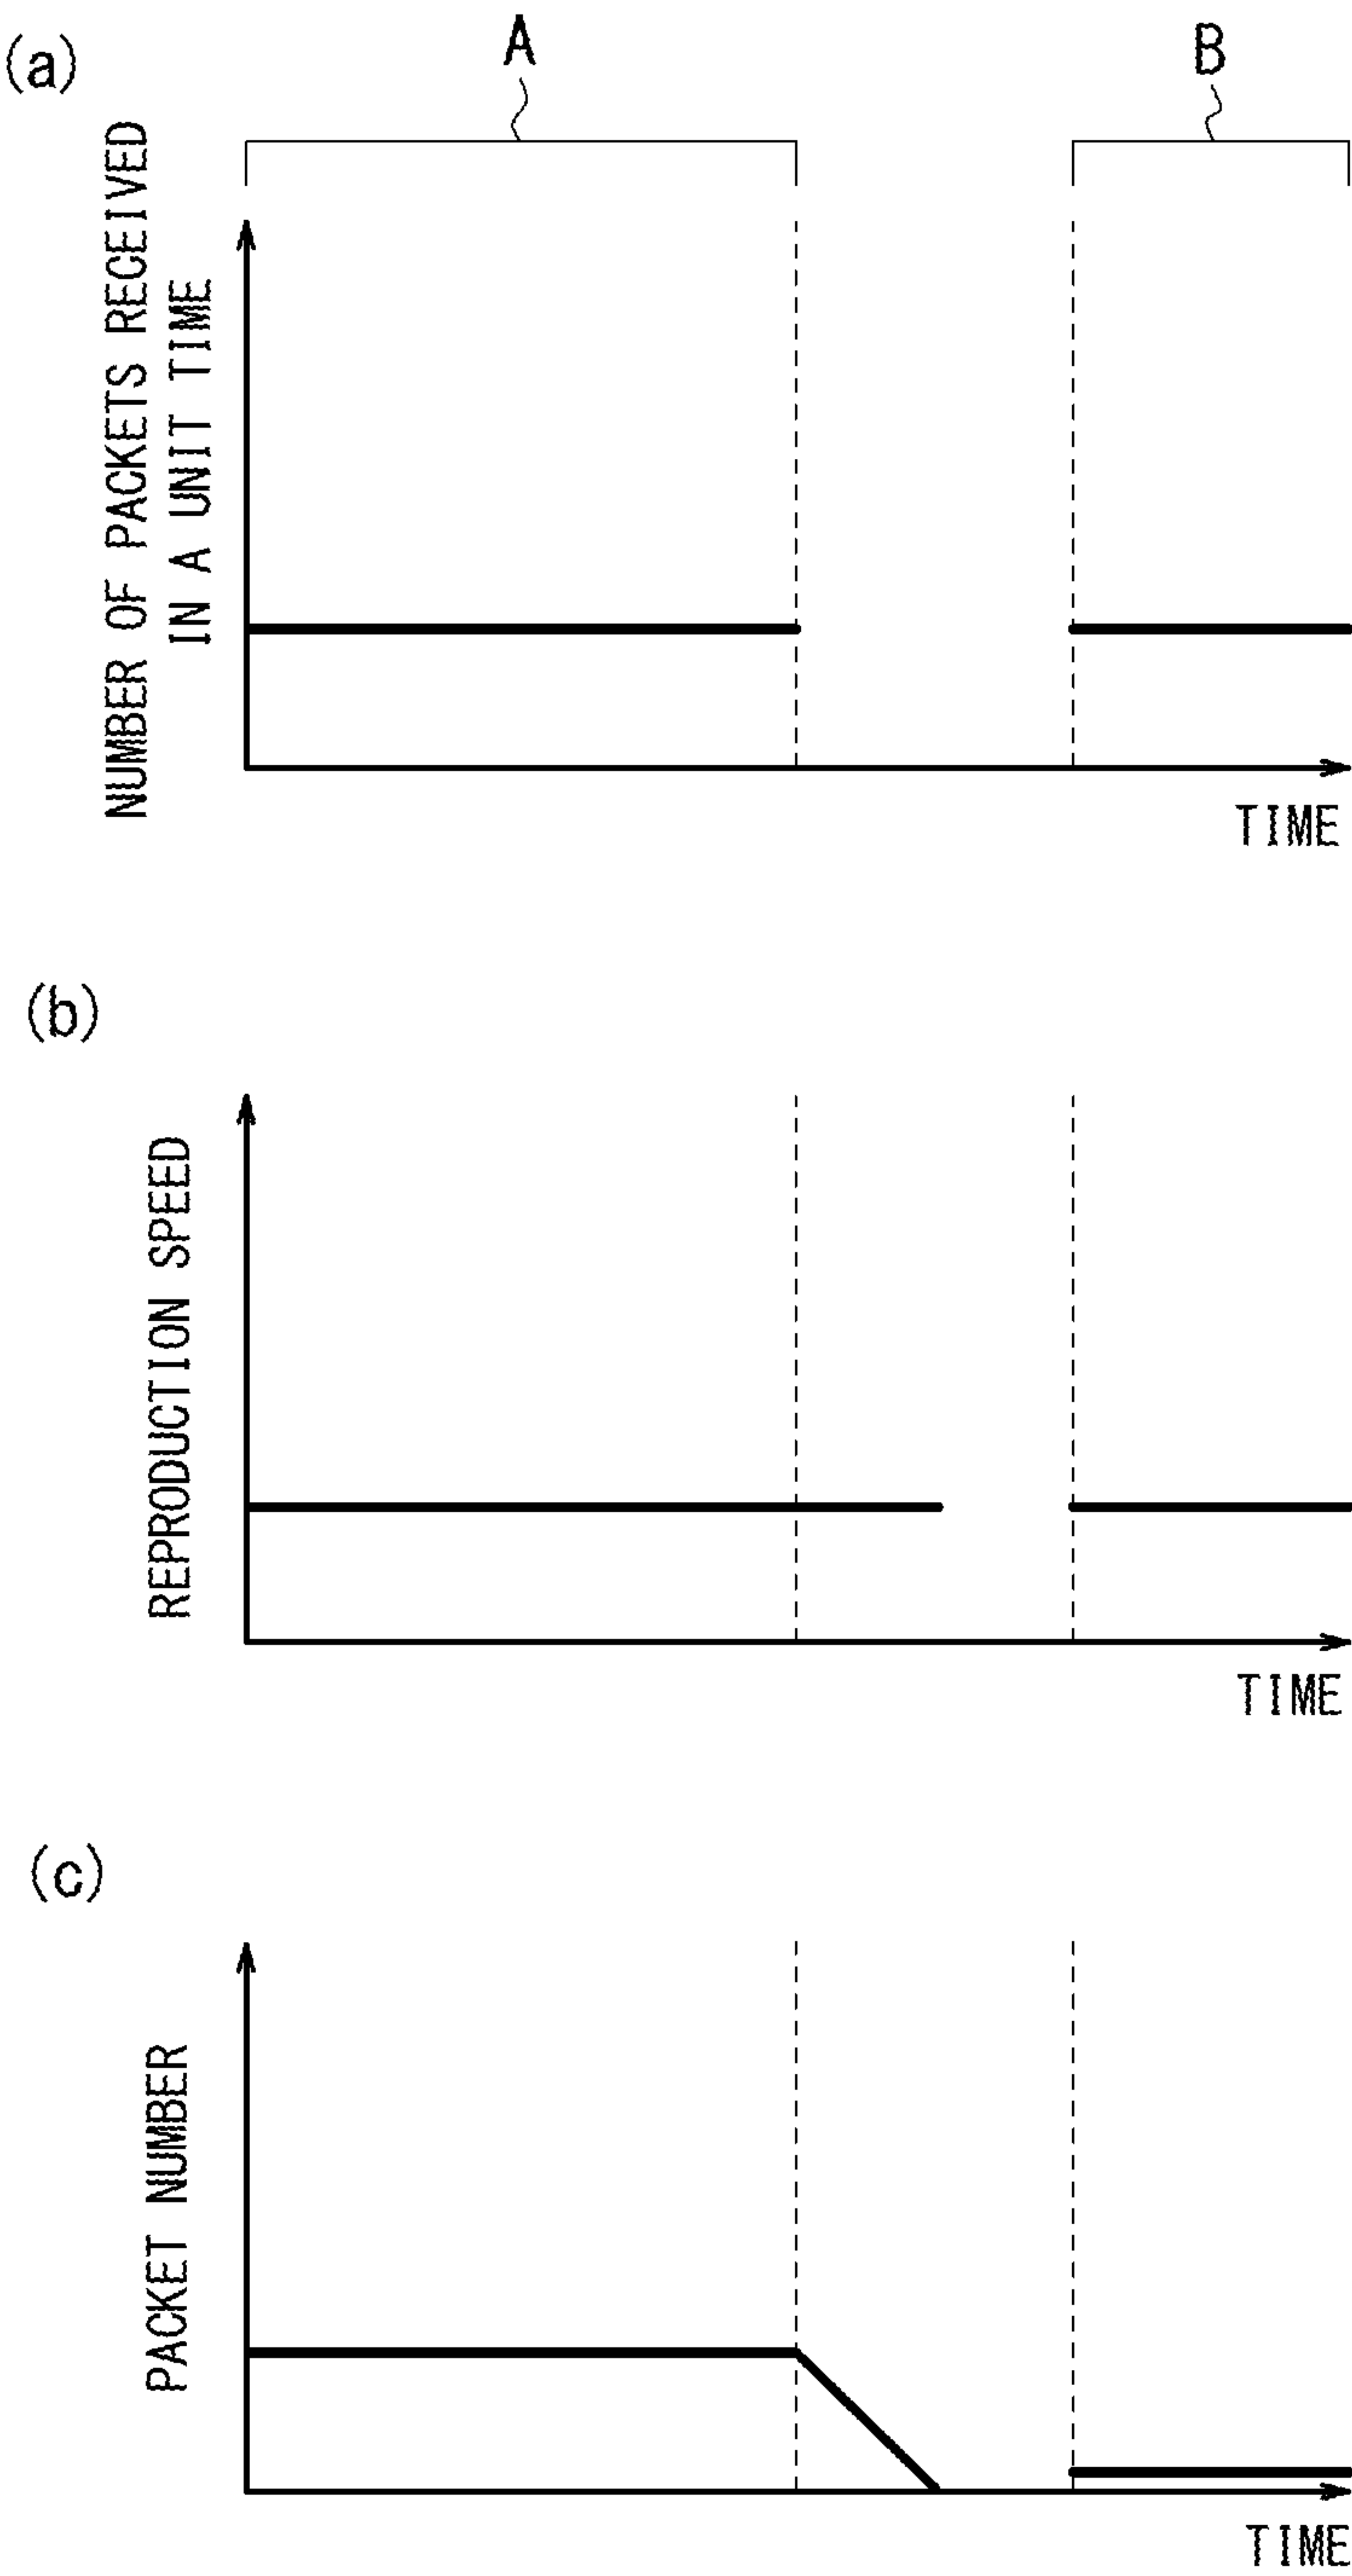 (a)
A
B
NUMBER OF PACKETS RECEIVED
IN A UNIT TIME
TIME
(b)
REPRODUCTION SPEED
TIME
(c)
PACKET NUMBER
TIME